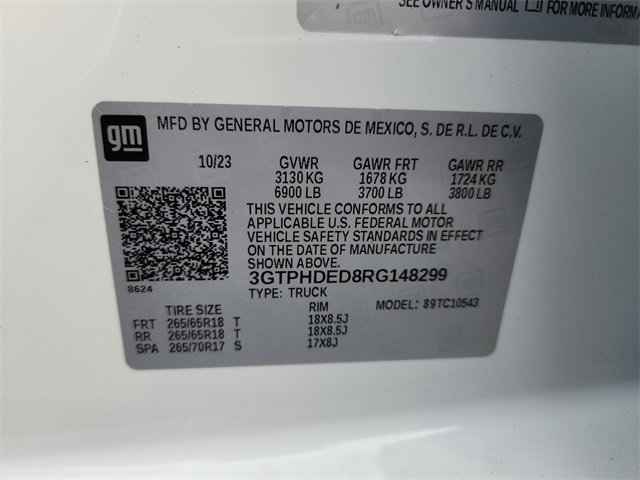 SEE OWNER'S MANUAL FOR MORE INFORMA
gm MFD BY GENERAL MOTORS DE MEXICO, S. DE R.L. DE C.V.
10/23 GVWR GAWR FRT GAWR RR
3130 KG 1678 KG 1724 KG
6900 LB 3700 LB 3800 LB
THIS VEHICLE CONFORMS TO ALL
APPLICABLE U.S. FEDERAL MOTOR
VEHICLE SAFETY STANDARDS IN EFFECT
ON THE DATE OF MANUFACTURE
SHOWN ABOVE.
8624
3GTPHDED8RG148299
TYPE: TRUCK
TIRE SIZE RIM MODEL: 89TC10543
FRT 265/65R18 T 18X8.5J
RR 265/65R18 T 18X8.5J
SPA 265/70R17 S 17X8J